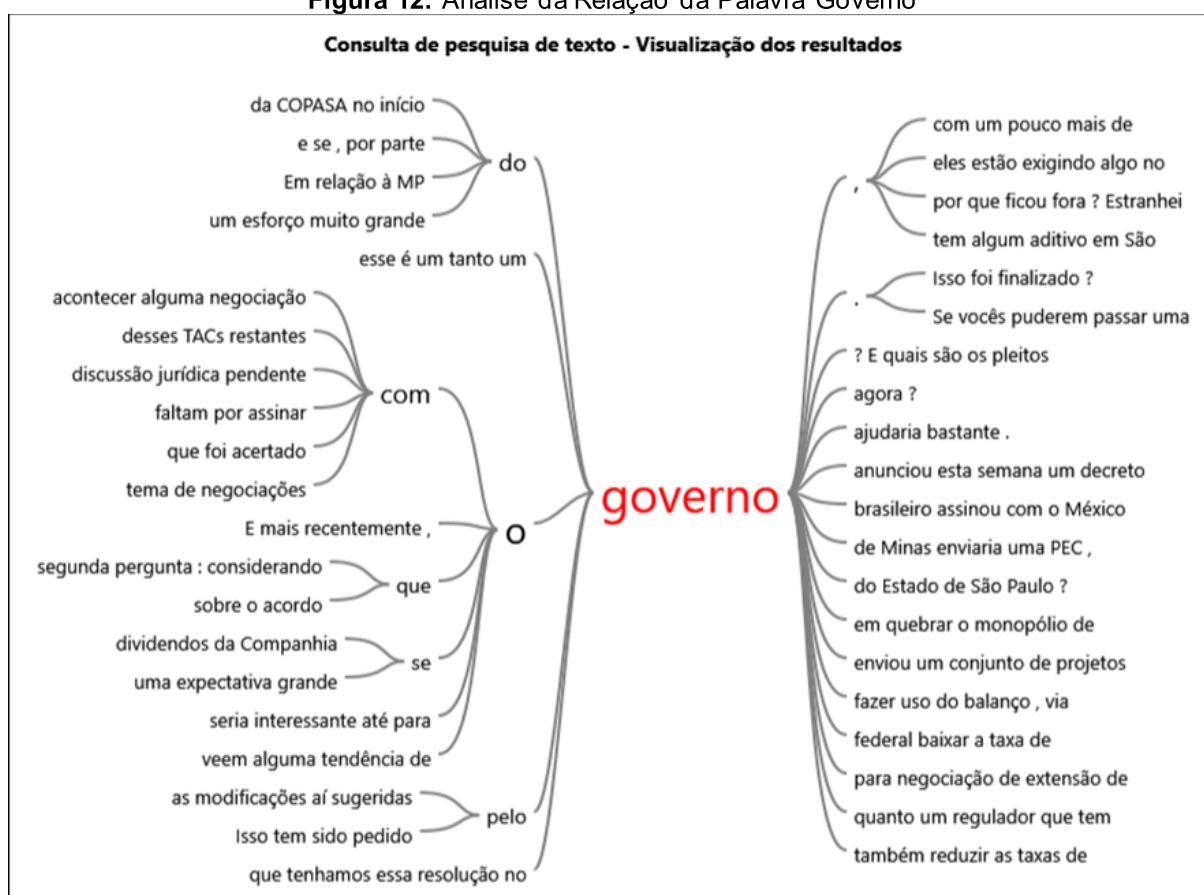 Figura 12. Análise da Relação da Palavra Governo
Consulta de pesquisa de texto - Visualização dos resultados
da COPASA no início
e se , por parte
Em relação à MP
um esforço muito grande
do
esse é um tanto um
acontecer alguma negociação
desses TACs restantes
discussão jurídica pendente
faltam por assinar
que foi acertado
tema de negociações
com
E mais recentemente ,
segunda pergunta : considerando
sobre o acordo
que
dividendos da Companhia
uma expectativa grande
se
seria interessante até para
veem alguma tendência de
o
as modificações aí sugeridas
Isso tem sido pedido
pelo
que tenhamos essa resolução no
governo
,
com um pouco mais de
eles estão exigindo algo no
por que ficou fora ? Estranhei
tem algum aditivo em São
.
Isso foi finalizado ?
Se vocês puderem passar uma
? E quais são os pleitos
agora ?
ajudaria bastante .
anunciou esta semana um decreto
brasileiro assinou com o México
de Minas enviaria uma PEC ,
do Estado de São Paulo ?
em quebrar o monopólio de
enviou um conjunto de projetos
fazer uso do balanço , via
federal baixar a taxa de
para negociação de extensão de
quanto um regulador que tem
também reduzir as taxas de